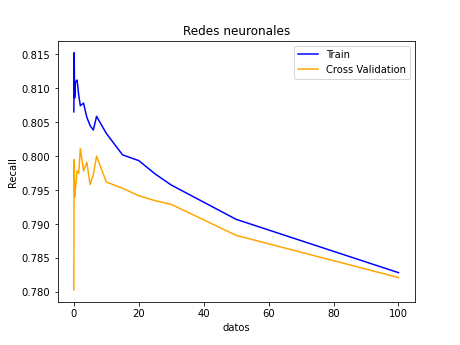 Redes neuronales
Train
Cross Validation
Recall
0.815
0.810
0.805
0.800
0.795
0.790
0.785
0.780
0 20 40 60 80 100
datos